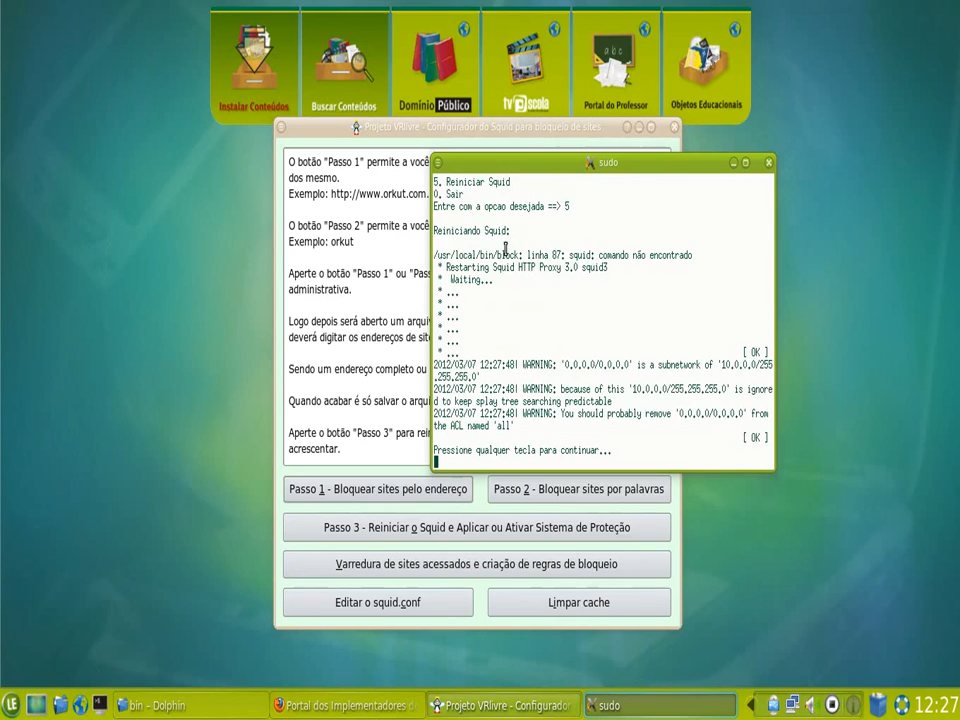 Instalar Conteúdos
Buscar Conteúdos
Domínio Público
tv escola
abc
Portal do Professor
Objetos Educacionais
Projeto VRlivre - Configurador do Squid para bloqueio de sites
O botão "Passo 1" permite a você
dos mesmo.
Exemplo: http://www.orkut.com.
O botão "Passo 2" permite a você
Exemplo: orkut
Aperte o botão "Passo 1" ou "Pas
administrativa.
Logo depois será aberto um arqui
deverá digitar os endereços de sit
Sendo um endereço completo ou
Quando acabar é só salvar o arqui
Aperte o botão "Passo 3" para rei
acrescentar.
sudo
5. Reiniciar Squid
0. Sair
Entre com a opcao desejada ==> 5
Reiniciando Squid:
/usr/local/bin/block: linha 87: squid: comando não encontrado
* Restarting Squid HTTP Proxy 3.0 squid3
* Waiting...
* ...
* ...
* ...
* ...
* ...
* ...
[ OK ]
2012/03/07 12:27:48| WARNING: '0.0.0.0/0.0.0.0' is a subnetwork of '10.0.0.0/255
.255.255.0'
2012/03/07 12:27:48| WARNING: because of this '10.0.0.0/255.255.255.0' is ignore
d to keep splay tree searching predictable
2012/03/07 12:27:48| WARNING: You should probably remove '0.0.0.0/0.0.0.0' from
the ACL named 'all'
[ OK ]
Pressione qualquer tecla para continuar...
Passo 1 - Bloquear sites pelo endereço
Passo 2 - Bloquear sites por palavras
Passo 3 - Reiniciar o Squid e Aplicar ou Ativar Sistema de Proteção
Varredura de sites acessados e criação de regras de bloqueio
Editar o squid.conf
Limpar cache
LE
bin – Dolphin
Portal dos Implementadores de
Projeto VRlivre - Configurador
sudo
12:27